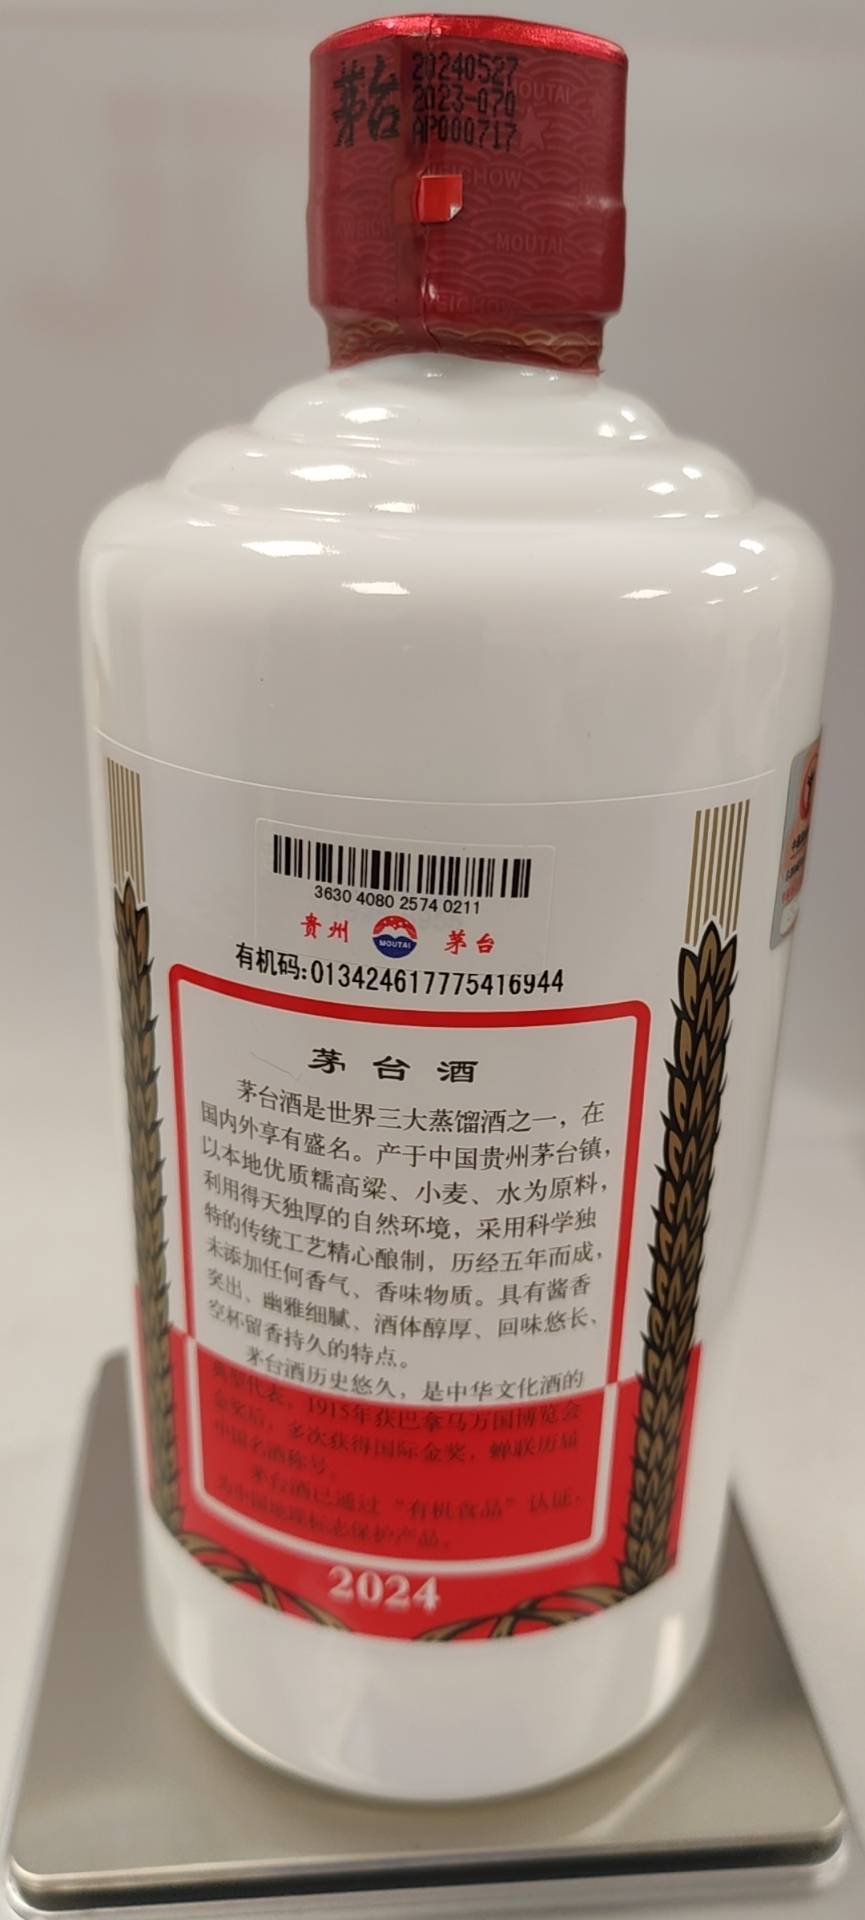 茅台
20240527
2023-070
AP000717
MOUTAI
WEICHOW
MOUTAI
WEICHOW
3630 4080 2574 0211
贵州
MOUTAI
茅台
有机码:013424617775416944
茅台酒
茅台酒是世界三大蒸馏酒之一，在
国内外享有盛名。产于中国贵州茅台镇，
以本地优质糯高粱、小麦、水为原料，
利用得天独厚的自然环境，采用科学独
特的传统工艺精心酿制，历经五年而成，
未添加任何香气、香味物质。具有酱香
突出、幽雅细腻、酒体醇厚、回味悠长、
空杯留香持久的特点。
茅台酒历史悠久，是中华文化酒的
典型代表，1915年获巴拿马万国博览会
金奖后，多次获得国际金奖，蝉联历届
中国名酒称号。
茅台酒已通过“有机食品”认证，
为中国地理标志保护产品。
2024